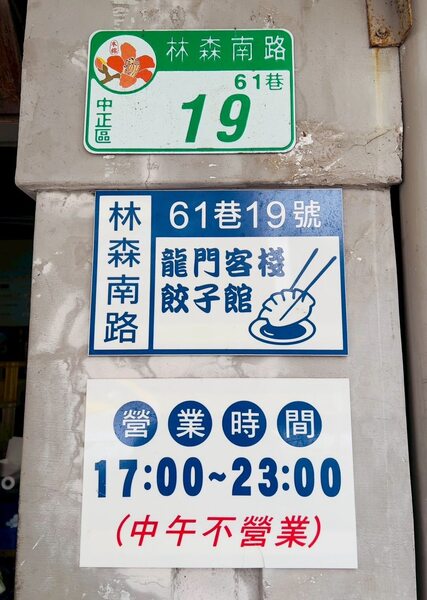 木棉
林森南路
61巷
中正區
19
林森南路
61巷19號
龍門客棧
餃子館
營業時間
17:00~23:00
(中午不營業)